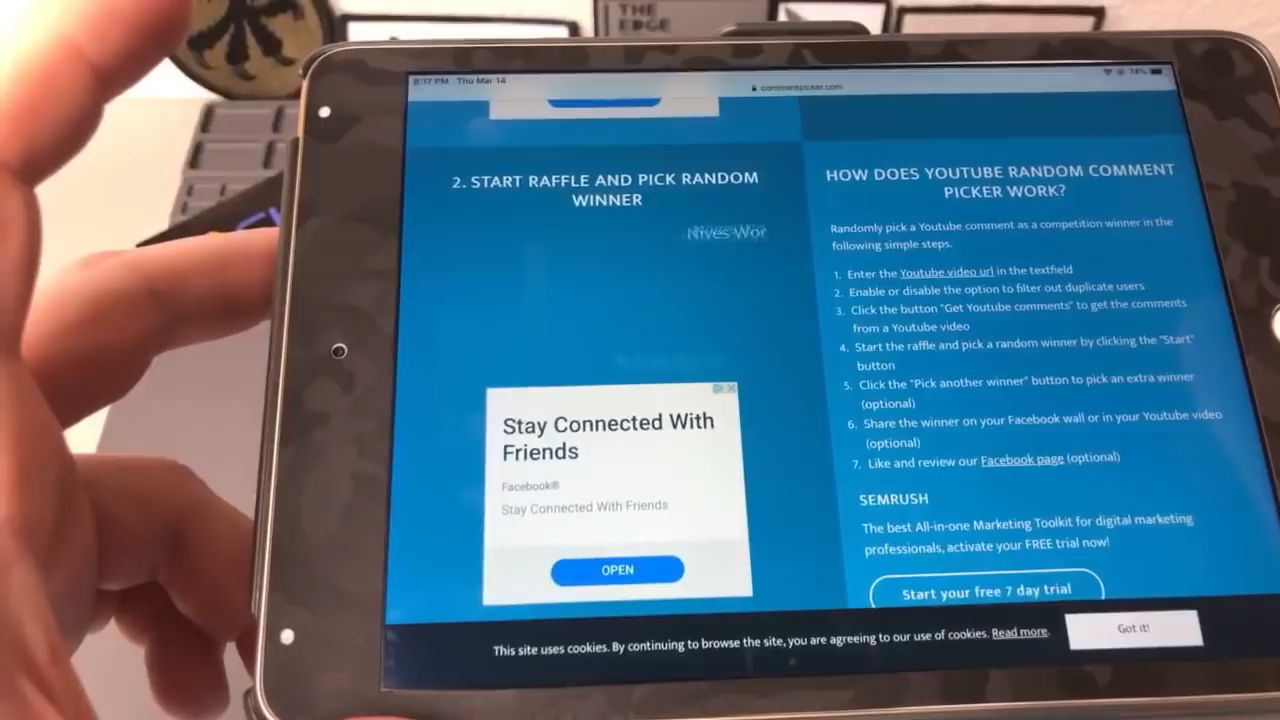 THE
EDGE
8:17 PM Thu Mar 14
commentpicker.com
74%
2. START RAFFLE AND PICK RANDOM
WINNER
Stay Connected With
Friends
Facebook®
Stay Connected With Friends
OPEN
HOW DOES YOUTUBE RANDOM COMMENT
PICKER WORK?
Randomly pick a Youtube comment as a competition winner in the
following simple steps.
1. Enter the Youtube video url in the textfield
2. Enable or disable the option to filter out duplicate users
3. Click the button "Get Youtube comments" to get the comments
from a Youtube video
4. Start the raffle and pick a random winner by clicking the "Start"
button
5. Click the "Pick another winner" button to pick an extra winner
(optional)
6. Share the winner on your Facebook wall or in your Youtube video
(optional)
7. Like and review our Facebook page (optional)
SEMRUSH
The best All-in-one Marketing Toolkit for digital marketing
professionals, activate your FREE trial now!
Start your free 7 day trial
This site uses cookies. By continuing to browse the site, you are agreeing to our use of cookies. Read more.
Got it!